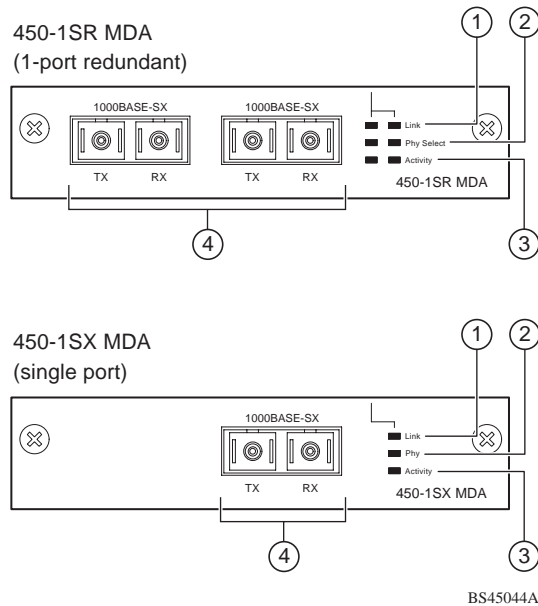 450-1SR MDA
(1-port redundant)
1 2
1000BASE-SX 1000BASE-SX
Link
Phy Select
Activity
TX RX TX RX
450-1SR MDA
4 3
450-1SX MDA
(single port)
1 2
1000BASE-SX
Link
Phy
Activity
TX RX
450-1SX MDA
4 3
BS45044A